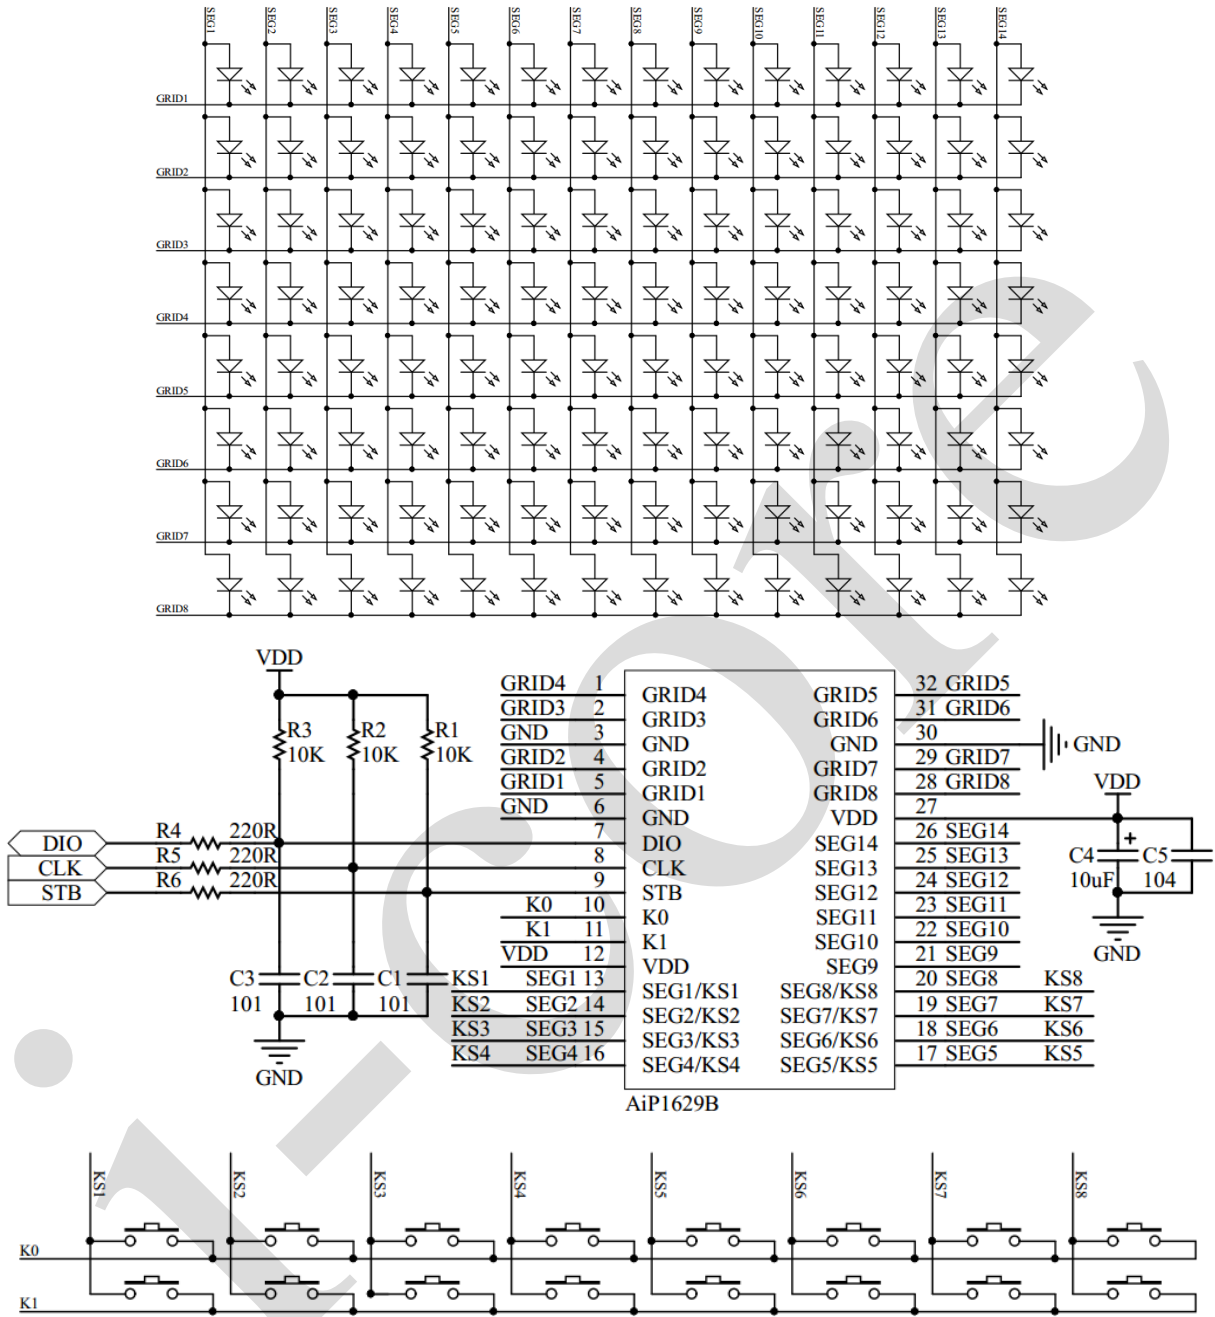 SEG1 SEG2 SEG3 SEG4 SEG5 SEG6 SEG7 SEG8 SEG9 SEG10 SEG11 SEG12 SEG13 SEG14
GRID1
GRID2
GRID3
GRID4
GRID5
GRID6
GRID7
GRID8
VDD
R3 R2 R1
10K 10K 10K
R4 220R
R5 220R
R6 220R
DIO
CLK
STB
C3 C2 C1
101 101 101
GND
GRID4 1 GRID4 GRID5 32 GRID5
GRID3 2 GRID3 GRID6 31 GRID6
GND 3 GND GND 30 GND
GRID2 4 GRID2 GRID7 29 GRID7
GRID1 5 GRID1 GRID8 28 GRID8
GND 6 GND VDD 27
7 DIO SEG14 26 SEG14
8 CLK SEG13 25 SEG13
9 STB SEG12 24 SEG12
K0 10 K0 SEG11 23 SEG11
K1 11 K1 SEG10 22 SEG10
VDD 12 VDD SEG9 21 SEG9
KS1 SEG1 13 SEG1/KS1 SEG8/KS8 20 SEG8 KS8
KS2 SEG2 14 SEG2/KS2 SEG7/KS7 19 SEG7 KS7
KS3 SEG3 15 SEG3/KS3 SEG6/KS6 18 SEG6 KS6
KS4 SEG4 16 SEG4/KS4 SEG5/KS5 17 SEG5 KS5
AiP1629B
VDD
+
C4 C5
10uF 104
GND
KS1 KS2 KS3 KS4 KS5 KS6 KS7 KS8
K0
K1
i-core